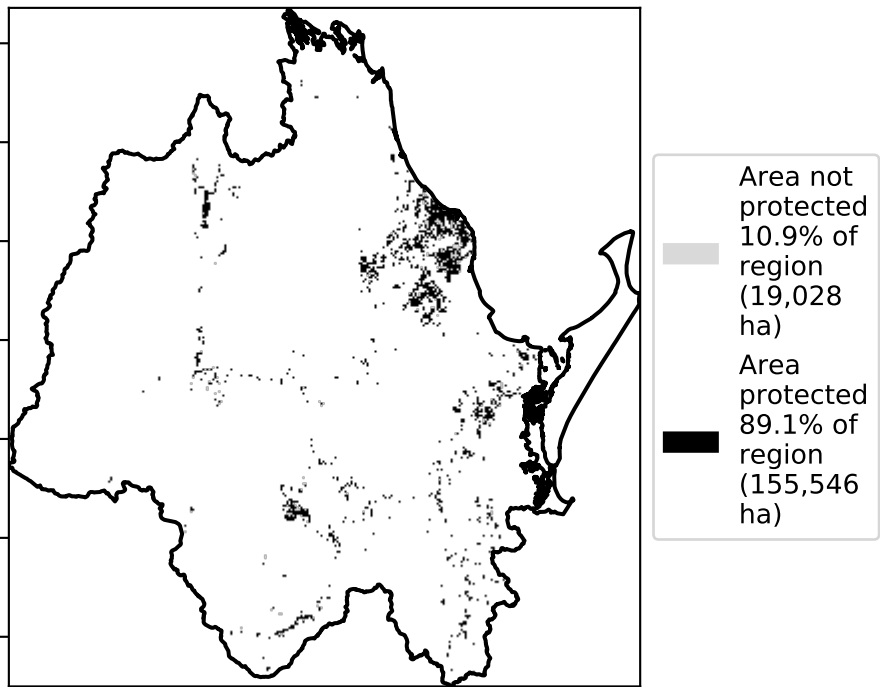 Area not
protected
10.9% of
region
(19,028
ha)
Area
protected
89.1% of
region
(155,546
ha)